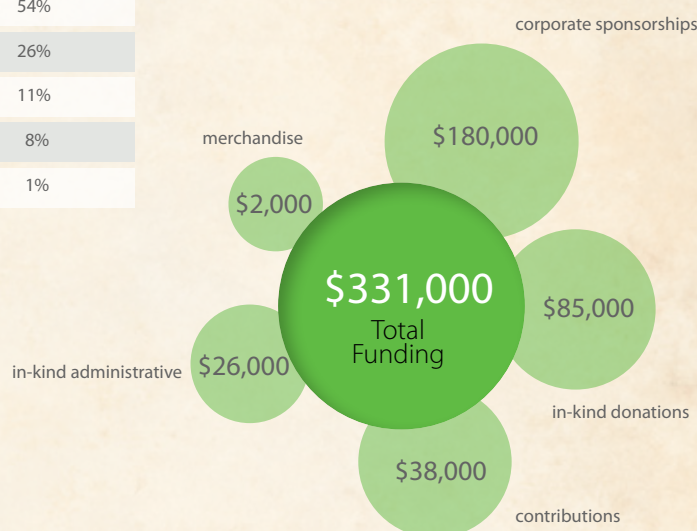 54%
26%
11%
8%
1%
corporate sponsorships
$180,000
merchandise
$2,000
$331,000
Total
Funding
$85,000
in-kind donations
in-kind administrative
$26,000
$38,000
contributions